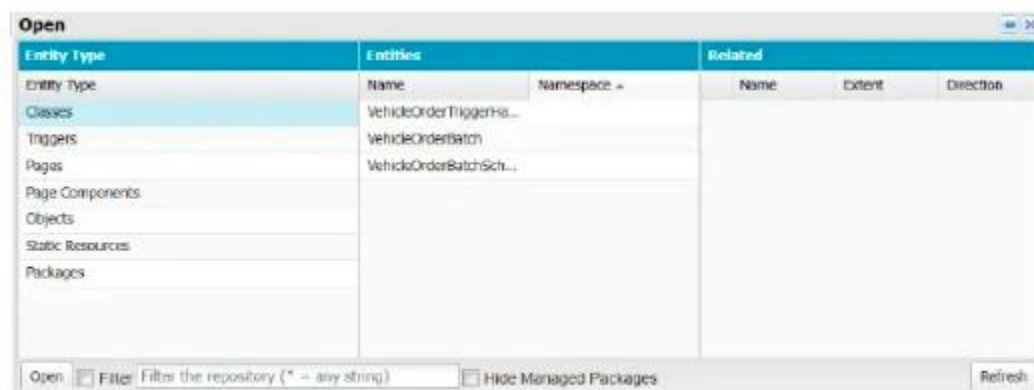 Open
Entity Type Entities Related
Entity Type Name Namespace Name Extent Direction
Classes VehicleOrderTriggerHa...
Triggers VehicleOrderBatch
Pages VehicleOrderBatchSch...
Page Components
Objects
Static Resources
Packages
Open Filter Filter the repository (* = any string) Hide Managed Packages Refresh